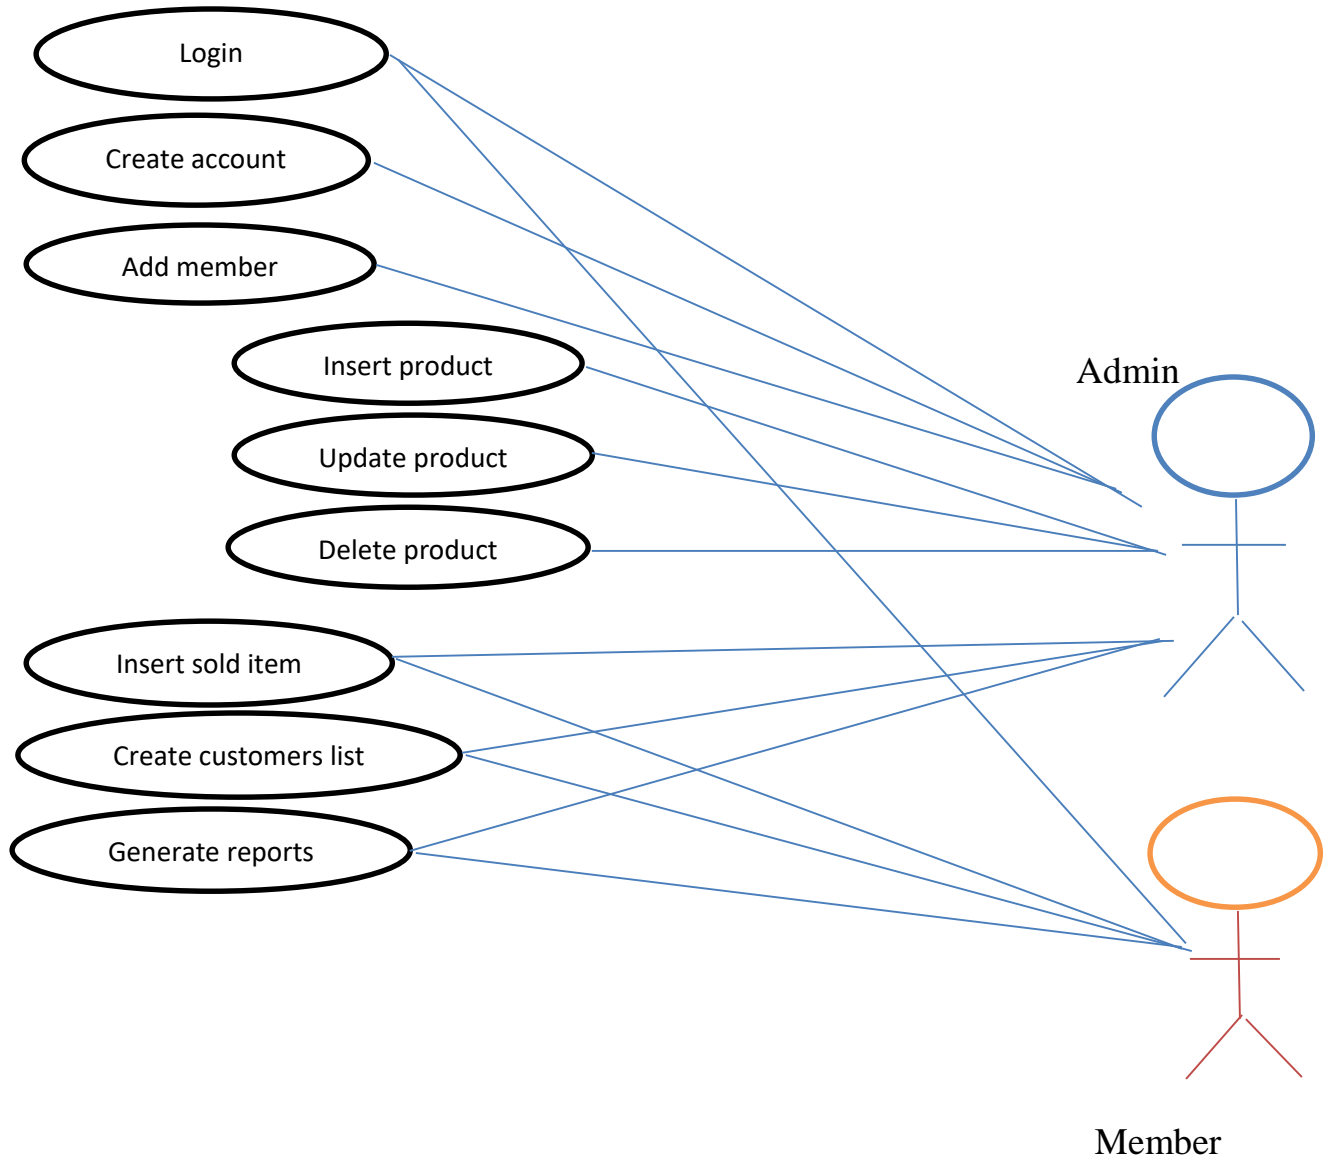 Login
Create account
Add member
Insert product
Admin
Update product
Delete product
Insert sold item
Create customers list
Generate reports
Member